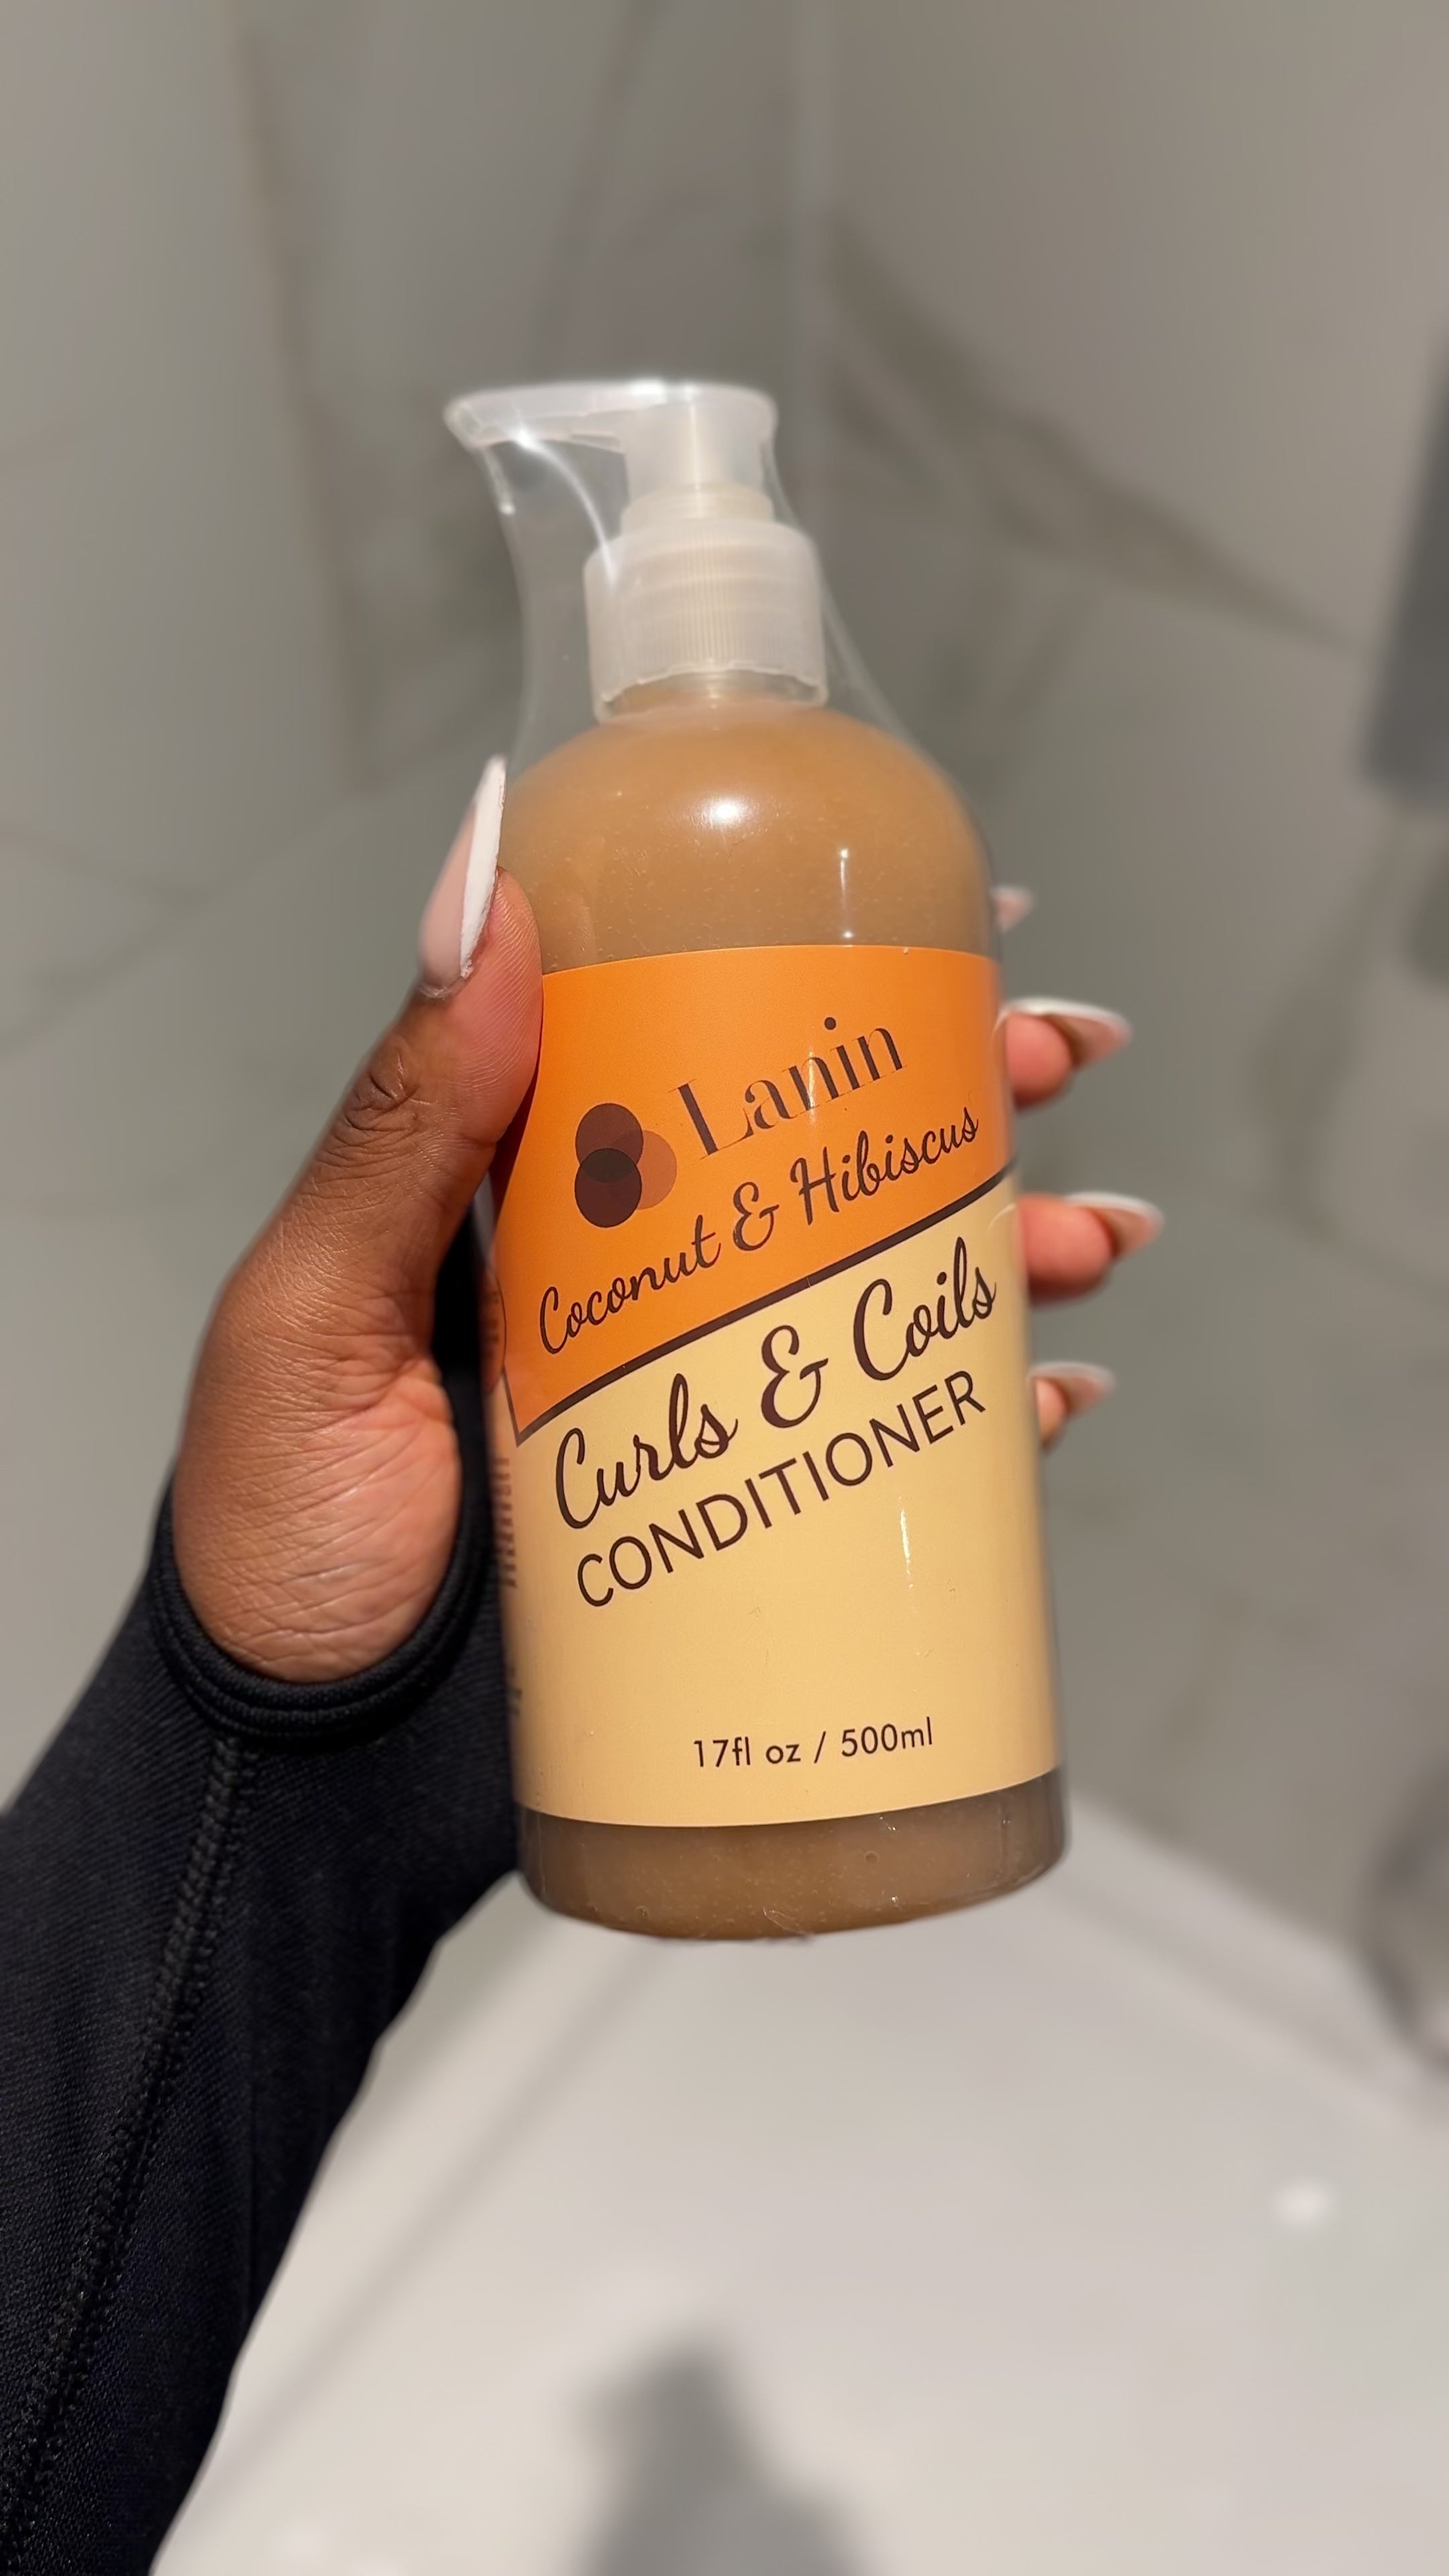 Lanin
Coconut & Hibiscus
Curls & Coils
CONDITIONER
17fl oz / 500ml